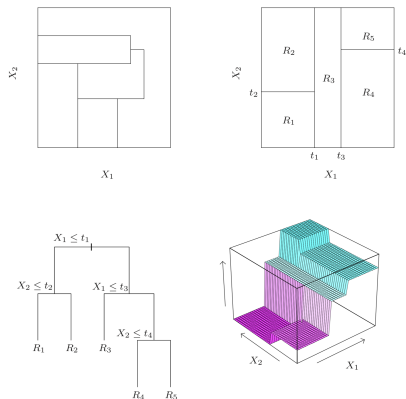 X₂
X₁
X₂
R₂
R₅
t₄
R₃
t₂
R₄
R₁
t₁
t₃
X₁
X₁ ≤ t₁
X₂ ≤ t₂
X₁ ≤ t₃
X₂ ≤ t₄
R₁
R₂
R₃
R₄
R₅
X₂
X₁